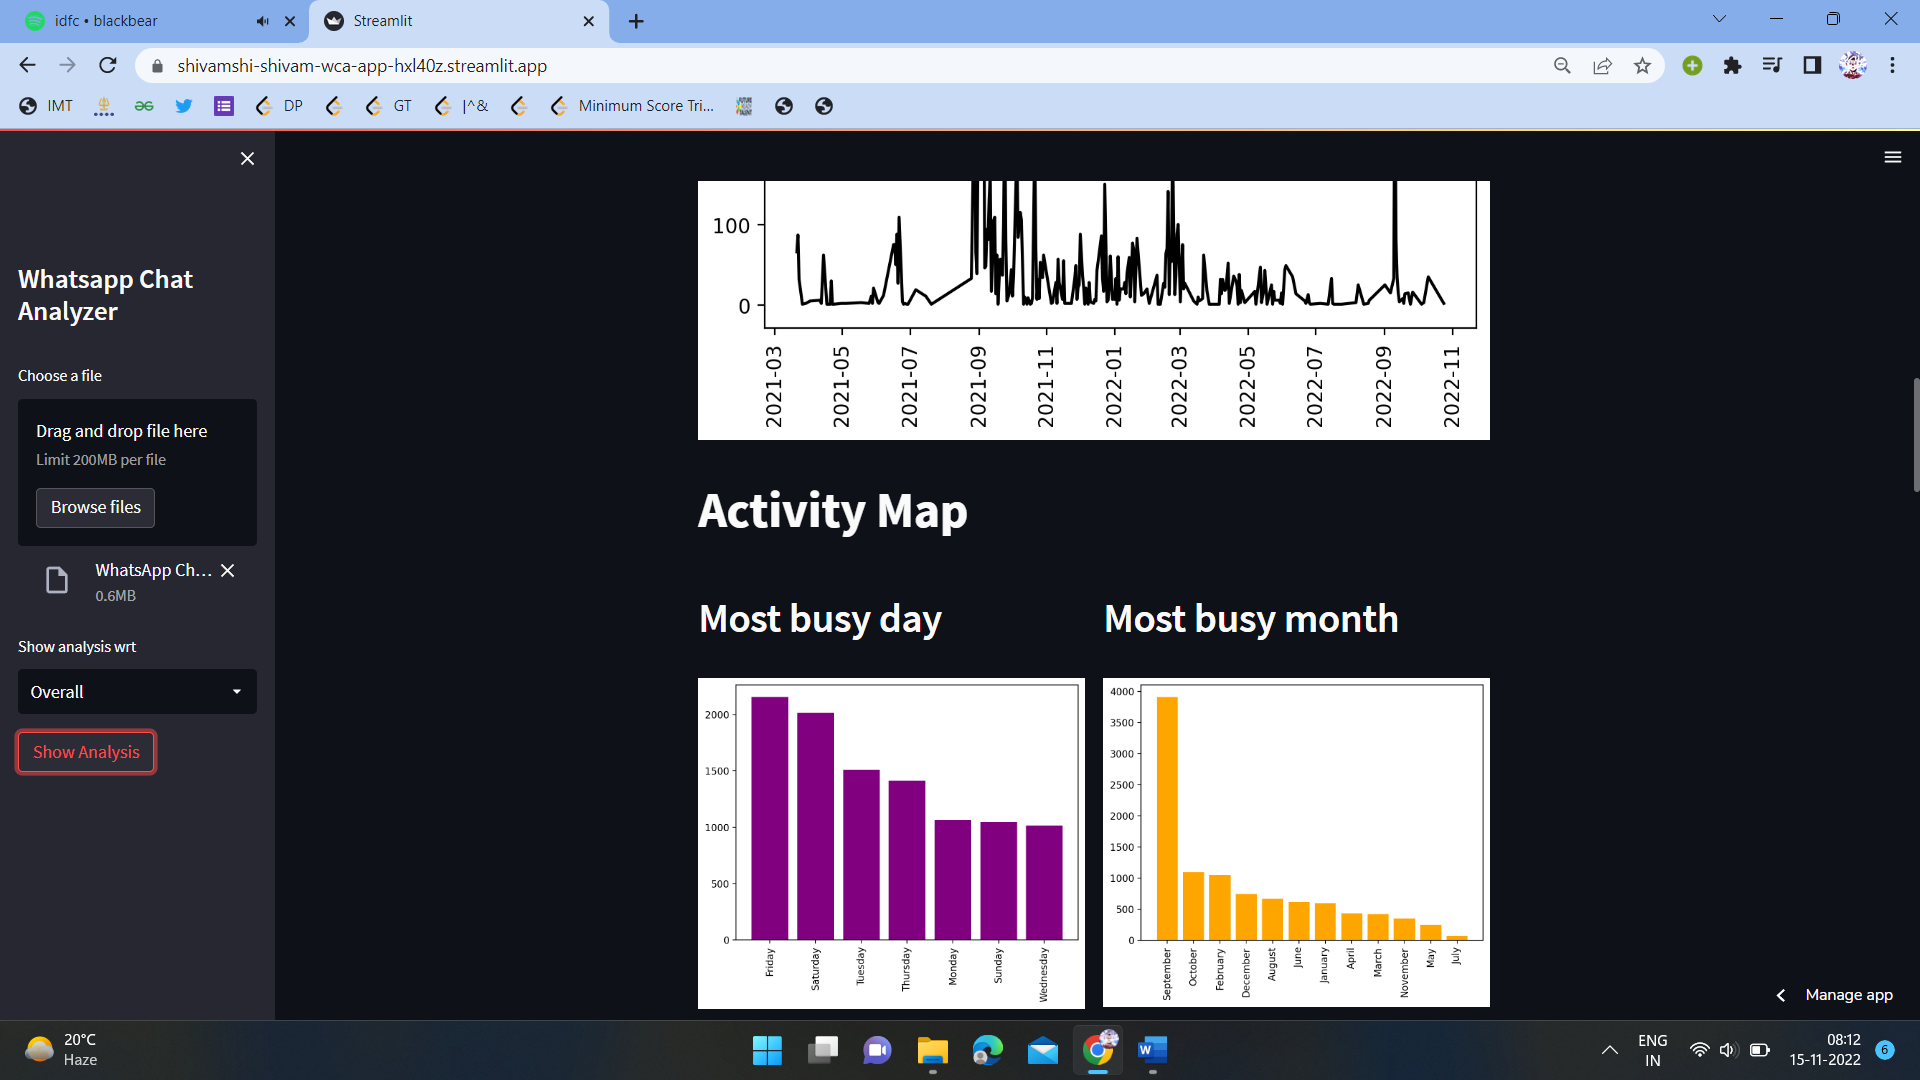 idfc • blackbear
Streamlit
shivamshi-shivam-wca-app-hxl40z.streamlit.app
IMT
DP
GT
|^&
Minimum Score Tri...
Whatsapp Chat
Analyzer
Choose a file
Drag and drop file here
Limit 200MB per file
Browse files
WhatsApp Ch...
0.6MB
Show analysis wrt
Overall
Show Analysis
100
0
2021-03
2021-05
2021-07
2021-09
2021-11
2022-01
2022-03
2022-05
2022-07
2022-09
2022-11
Activity Map
Most busy day
2000
1500
1000
500
0
Friday
Saturday
Tuesday
Thursday
Monday
Sunday
Wednesday
Most busy month
4000
3500
3000
2500
2000
1500
1000
500
0
September
October
February
December
August
June
January
April
March
November
May
July
Manage app
20°C
Haze
ENG
IN
08:12
15-11-2022
6